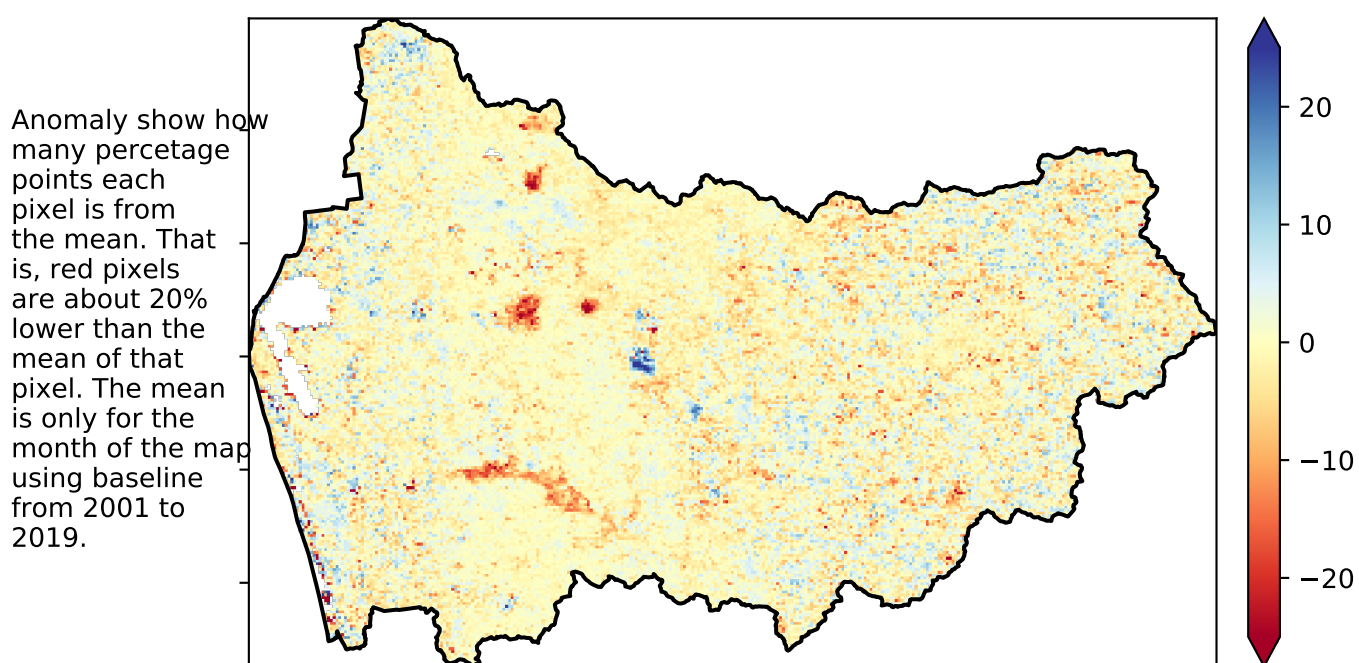 Anomaly show how
many percetage
points each
pixel is from
the mean. That
is, red pixels
are about 20%
lower than the
mean of that
pixel. The mean
is only for the
month of the map
using baseline
from 2001 to
2019.
20
10
0
−10
−20